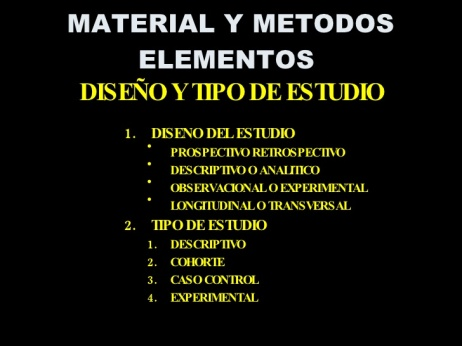 MATERIAL Y METODOS
ELEMENTOS
DISEÑO Y TIPO DE ESTUDIO
1. DISENO DEL ESTUDIO
• PROSPECTIVO RETROSPECTIVO
• DESCRIPTIVO O ANALITICO
• OBSERVACIONAL O EXPERIMENTAL
• LONGITUDINAL O TRANSVERSAL
2. TIPO DE ESTUDIO
1. DESCRIPTIVO
2. COHORTE
3. CASO CONTROL
4. EXPERIMENTAL